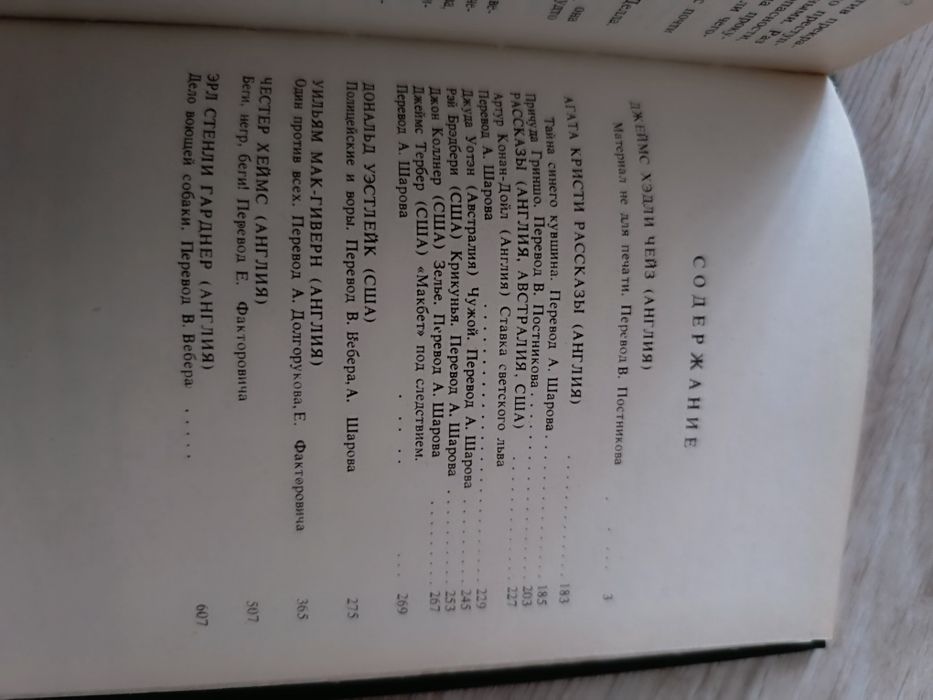 СОДЕРЖАНИЕ
ДЖЕЙМС ХЭДЛИ ЧЕЙЗ (АНГЛИЯ)
Материал не для печати. Перевод В. Постникова . . . . . 3
АГАТА КРИСТИ РАССКАЗЫ (АНГЛИЯ) . . . . . . . . . . 183
Тайна синего кувшина. Перевод А. Шарова . . . . . . . . . . . 185
Причуда Гриншо. Перевод В. Постникова . . . . . . . . . . . 203
РАССКАЗЫ (АНГЛИЯ, АВСТРАЛИЯ, США) . . . . . . . . . 227
Артур Конан-Дойл (Англия) Ставка светского льва
Перевод А. Шарова . . . . . . . . . . . . . . . . . . 229
Джуда Уотэн (Австралия) Чужой. Перевод А. Шарова . . . . . . . 245
Рэй Брэдбери (США) Крикунья. Перевод А. Шарова . . . . . . . 253
Джон Коллнер (США) Зелье. Перевод А. Шарова . . . . . . . 267
Джеймс Тербер (США) «Макбет» под следствием.
Перевод А. Шарова . . . . . . . 269
ДОНАЛЬД УЭСТЛЕЙК (США)
Полицейские и воры. Перевод В. Вебера, А. Шарова 275
УИЛЬЯМ МАК-ГИВЕРН (АНГЛИЯ)
Один против всех. Перевод А. Долгорукова, Е. Факторовича 365
ЧЕСТЕР ХЕЙМС (АНГЛИЯ)
Беги, негр, беги! Перевод Е. Факторовича 507
ЭРЛ СТЕНЛИ ГАРДНЕР (АНГЛИЯ)
Дело воющей собаки. Перевод В. Вебера . . . . . 607